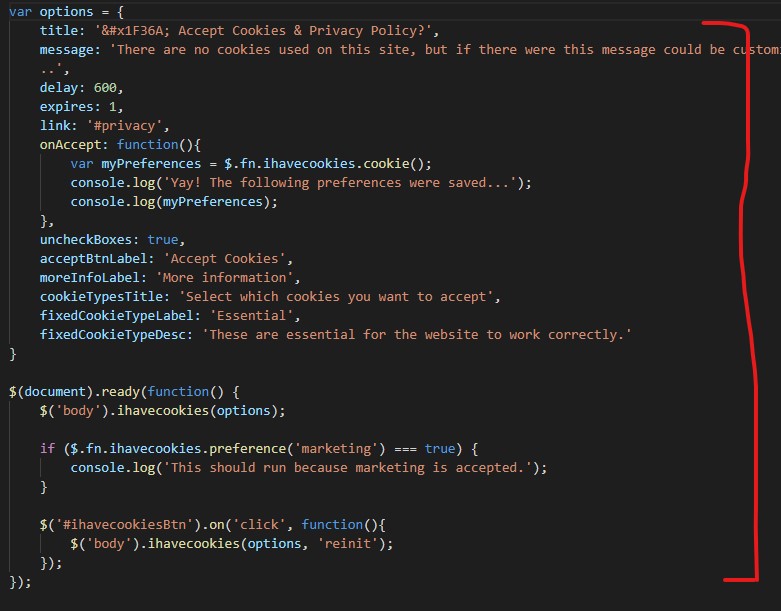 var options = {
    title: '&#x1F36A; Accept Cookies & Privacy Policy?',
    message: 'There are no cookies used on this site, but if there were this message could be
..',
    delay: 600,
    expires: 1,
    link: '#privacy',
    onAccept: function(){
        var myPreferences = $.fn.ihavecookies.cookie();
        console.log('Yay! The following preferences were saved...');
        console.log(myPreferences);
    },
    uncheckBoxes: true,
    acceptBtnLabel: 'Accept Cookies',
    moreInfoLabel: 'More information',
    cookieTypesTitle: 'Select which cookies you want to accept',
    fixedCookieTypeLabel: 'Essential',
    fixedCookieTypeDesc: 'These are essential for the website to work correctly.'
}
$(document).ready(function() {
    $('body').ihavecookies(options);
    if ($.fn.ihavecookies.preference('marketing') === true) {
        console.log('This should run because marketing is accepted.');
    }
    $('#ihavecookiesBtn').on('click', function(){
        $('body').ihavecookies(options, 'reinit');
    });
});